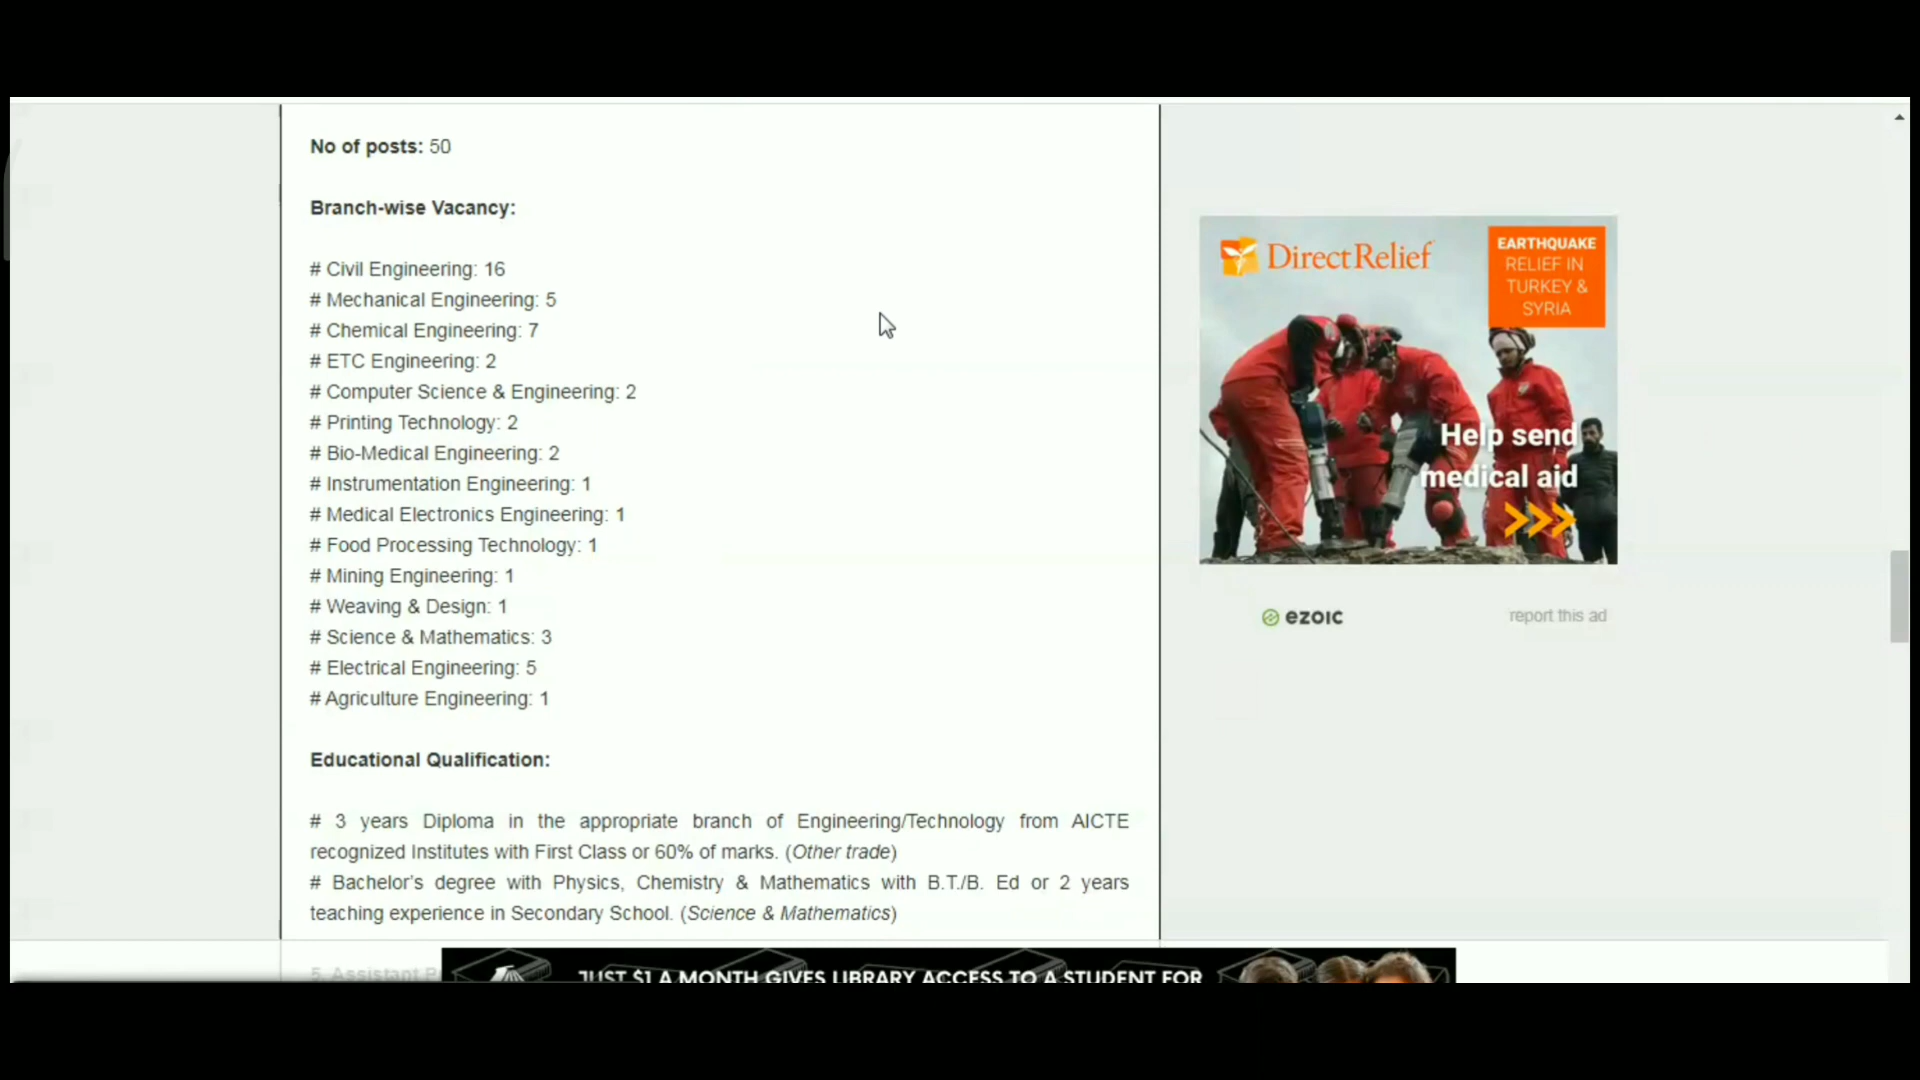 No of posts: 50
Branch-wise Vacancy:
# Civil Engineering: 16
# Mechanical Engineering: 5
# Chemical Engineering: 7
# ETC Engineering: 2
# Computer Science & Engineering: 2
# Printing Technology: 2
# Bio-Medical Engineering: 2
# Instrumentation Engineering: 1
# Medical Electronics Engineering: 1
# Food Processing Technology: 1
# Mining Engineering: 1
# Weaving & Design: 1
# Science & Mathematics: 3
# Electrical Engineering: 5
# Agriculture Engineering: 1
Educational Qualification:
# 3 years Diploma in the appropriate branch of Engineering/Technology from AICTE
recognized Institutes with First Class or 60% of marks. (Other trade)
# Bachelor's degree with Physics, Chemistry & Mathematics with B.T./B. Ed or 2 years
teaching experience in Secondary School. (Science & Mathematics)
5. Assistant
JUST $1 A MONTH GIVES LIBRARY ACCESS TO A STUDENT FOR
DirectRelief
EARTHQUAKE
RELIEF IN
TURKEY &
SYRIA
Help send
medical aid
ezoic
report this ad